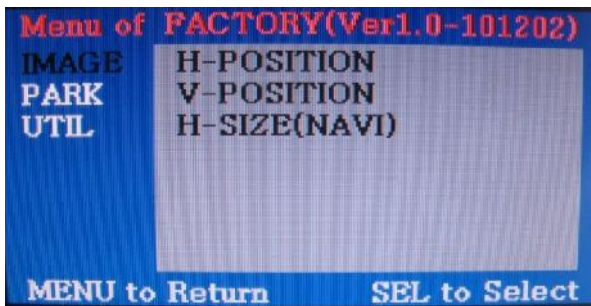 Menu of FACTORY(Ver1.0-101202)
IMAGE H-POSITION
PARK V-POSITION
UTIL H-SIZE(NAVI)
MENU to Return SEL to Select